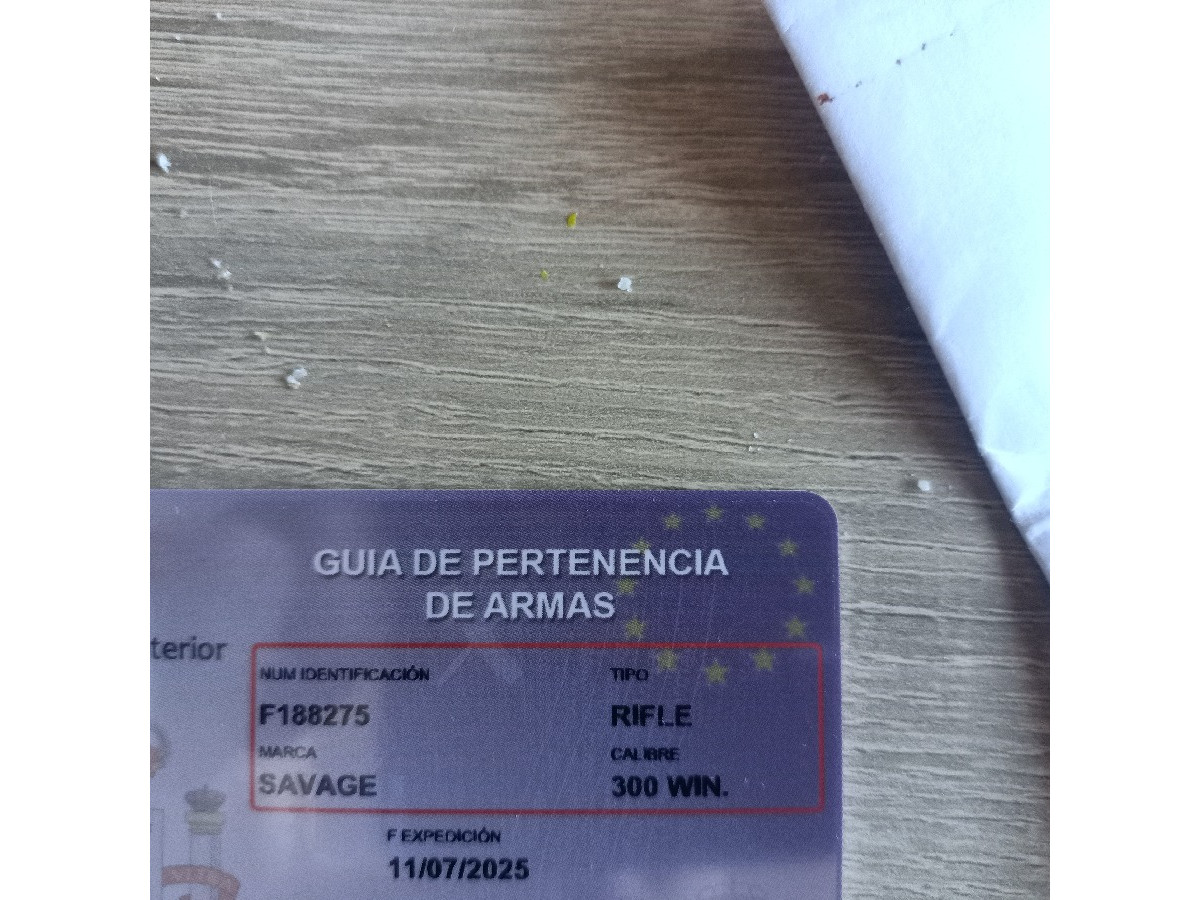 GUIA DE PERTENENCIA
DE ARMAS
terior
NUM IDENTIFICACIÓN
TIPO
F188275
RIFLE
MARCA
CALIBRE
SAVAGE
300 WIN.
F EXPEDICIÓN
11/07/2025